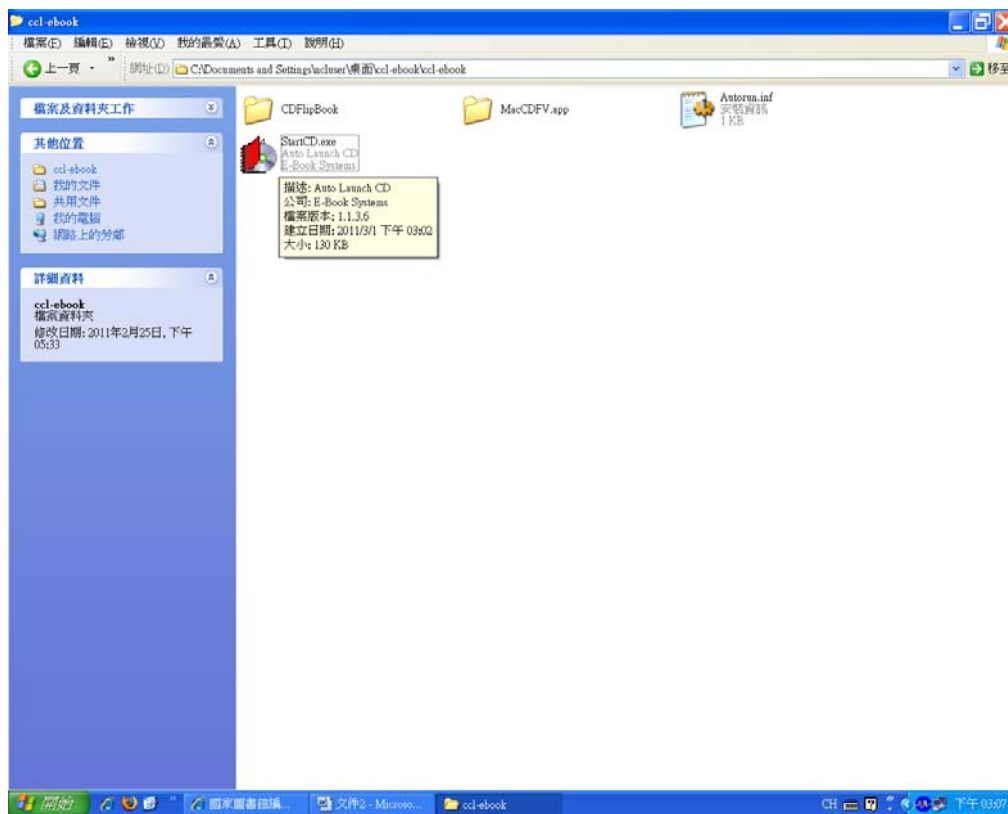 ccl-ebook
檔案(F) 編輯(E) 檢視(V) 我的最愛(A) 工具(T) 說明(H)
上一頁 »
網址(D) C:\Documents and Settings\ncluser\桌面\ccl-ebook\ccl-ebook 移至
檔案及資料夾工作
其他位置
ccl-ebook
我的文件
共用文件
我的電腦
網路上的芳鄰
詳細資料
ccl-ebook
檔案資料夾
修改日期: 2011年2月25日, 下午
05:33
CDFlipBook
MacCDFV.app
Autorun.inf
安裝資訊
1 KB
StartCD.exe
Auto Launch CD
E-Book Systems
描述: Auto Launch CD
公司: E-Book Systems
檔案版本: 1.1.3.6
建立日期: 2011/3/1 下午 03:02
大小: 130 KB
開始 » 國家圖書館編... 文件2 - Microso... ccl-ebook CH 下午 03:07